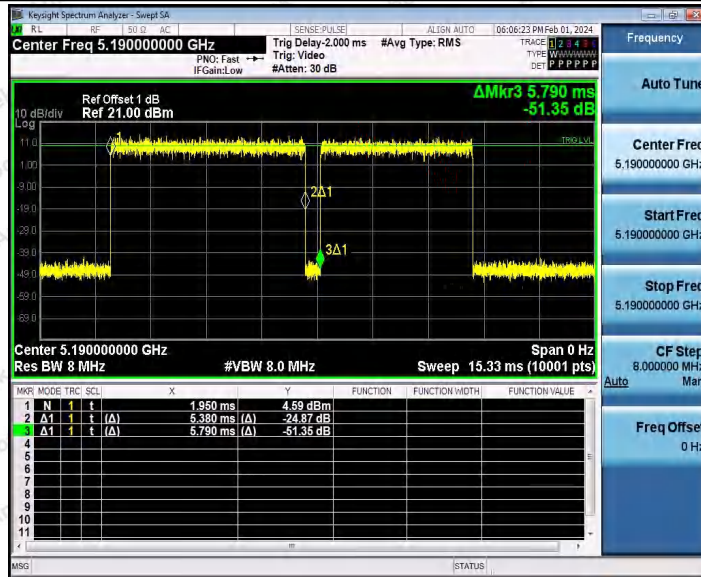 Keysight Spectrum Analyzer - Swept SA
RL RF 50 Ω AC SENSE:PULSE ALIGN AUTO 06:06:23 PM Feb 01, 2024
Center Freq 5.190000000 GHz
PNO: Fast
IFGain:Low
Trig Delay-2.000 ms
Trig: Video
#Atten: 30 dB
#Avg Type: RMS
TRACE 1 2 3 4 5 6
TYPE WWWWWW
DET P P P P P P
Frequency
ΔMkr3 5.790 ms
-51.35 dB
Ref Offset 1 dB
10 dB/div Ref 21.00 dBm
Log
11.0
1.00
-9.00
-19.0
-29.0
-39.0
-49.0
-59.0
-69.0
1
TRIG LVL
2Δ1
3Δ1
Center 5.190000000 GHz Span 0 Hz
Res BW 8 MHz #VBW 8.0 MHz Sweep 15.33 ms (10001 pts)
MKR MODE TRC SCL X Y FUNCTION FUNCTION WIDTH FUNCTION VALUE
1 N 1 t 1.950 ms 4.59 dBm
2 Δ1 1 t (Δ) 5.380 ms (Δ) -24.87 dB
3 Δ1 1 t (Δ) 5.790 ms (Δ) -51.35 dB
4
5
6
7
8
9
10
11
Auto Tune
Center Freq
5.190000000 GHz
Start Freq
5.190000000 GHz
Stop Freq
5.190000000 GHz
CF Step
8.000000 MHz
Auto Man
Freq Offset
0 Hz
MSG STATUS